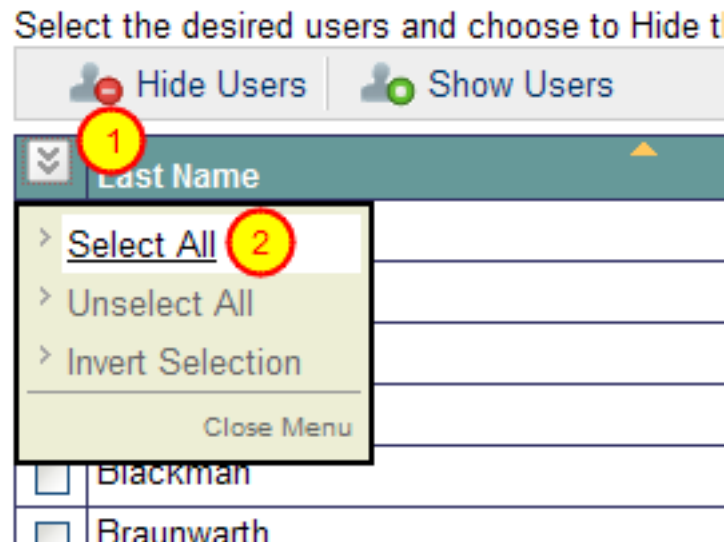 Select the desired users and choose to Hide
Hide Users Show Users
1
Last Name
Select All 2
Unselect All
Invert Selection
Close Menu
Blackman
Braunwarth